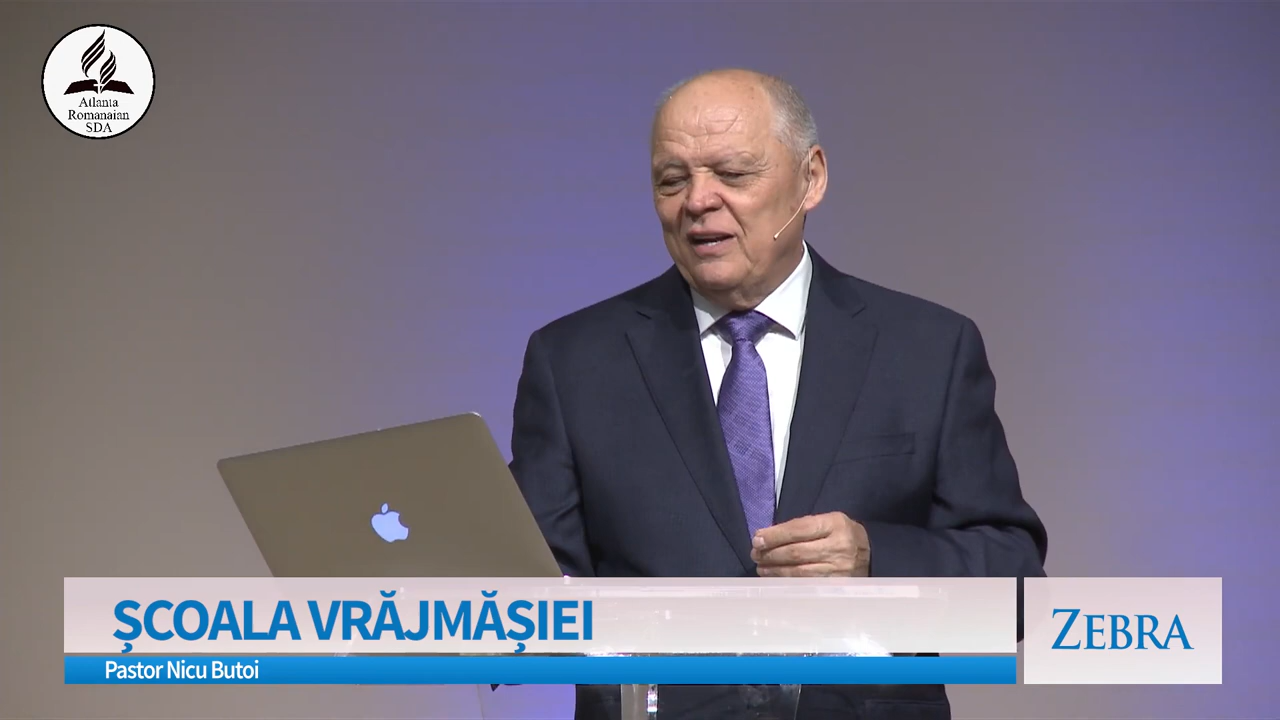 Atlanta
Romanaian
SDA
ȘCOALA VRĂJMĂȘIEI
ZEBRA
Pastor Nicu Butoi